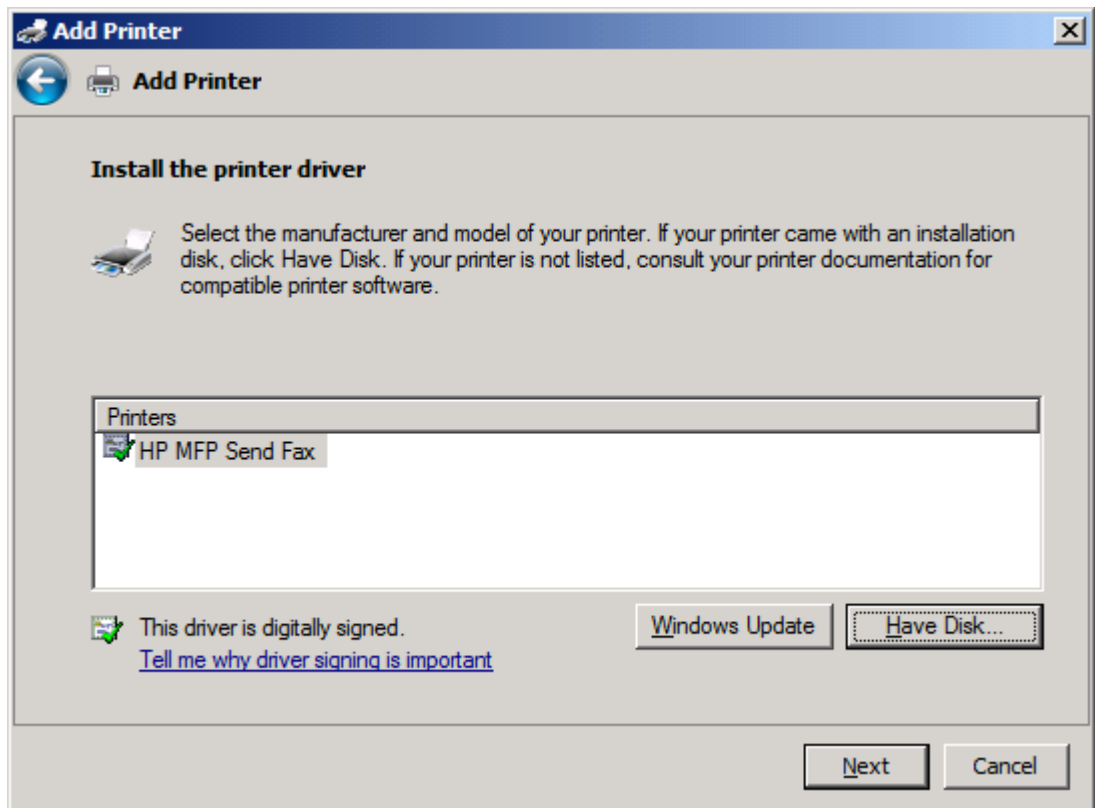 Add Printer
Add Printer
Install the printer driver
Select the manufacturer and model of your printer. If your printer came with an installation
disk, click Have Disk. If your printer is not listed, consult your printer documentation for
compatible printer software.
Printers
HP MFP Send Fax
This driver is digitally signed.
Tell me why driver signing is important
Windows Update
Have Disk...
Next
Cancel